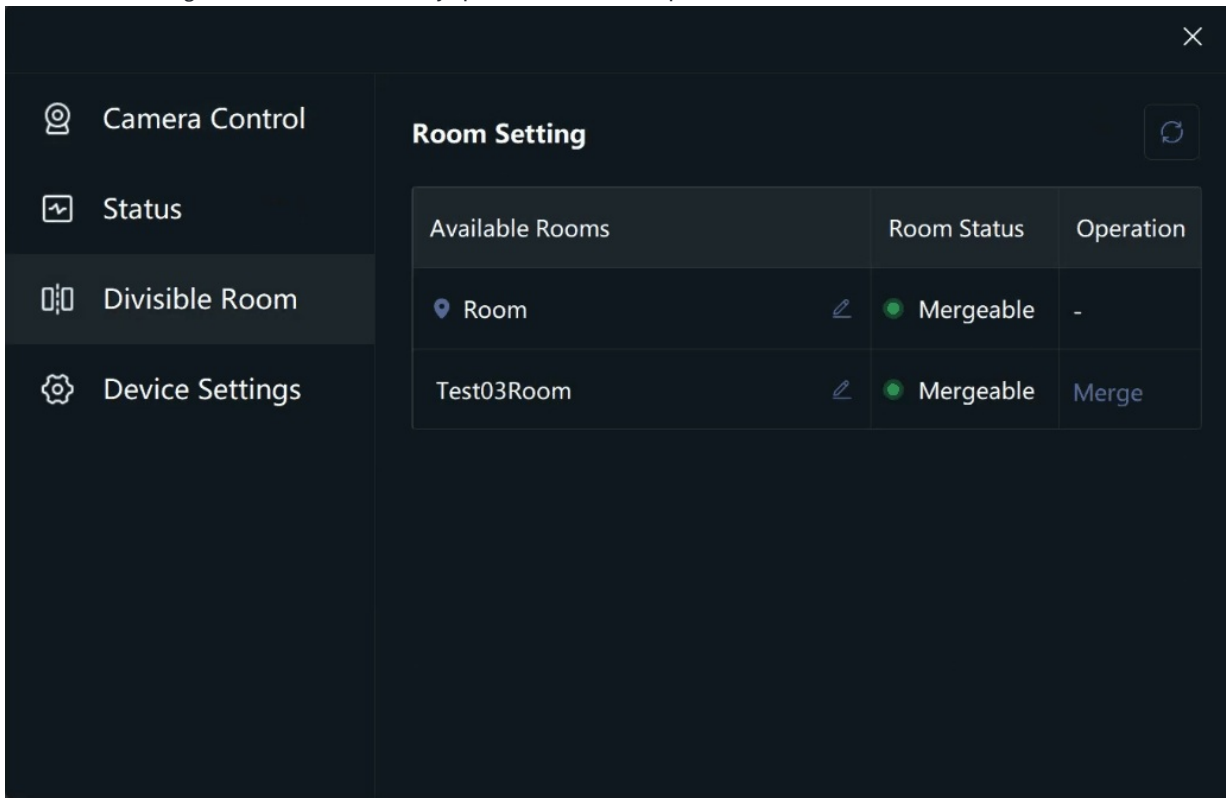 Camera Control
Status
Divisible Room
Device Settings
Room Setting
Available Rooms Room Status Operation
Room Mergeable -
Test03Room Mergeable Merge